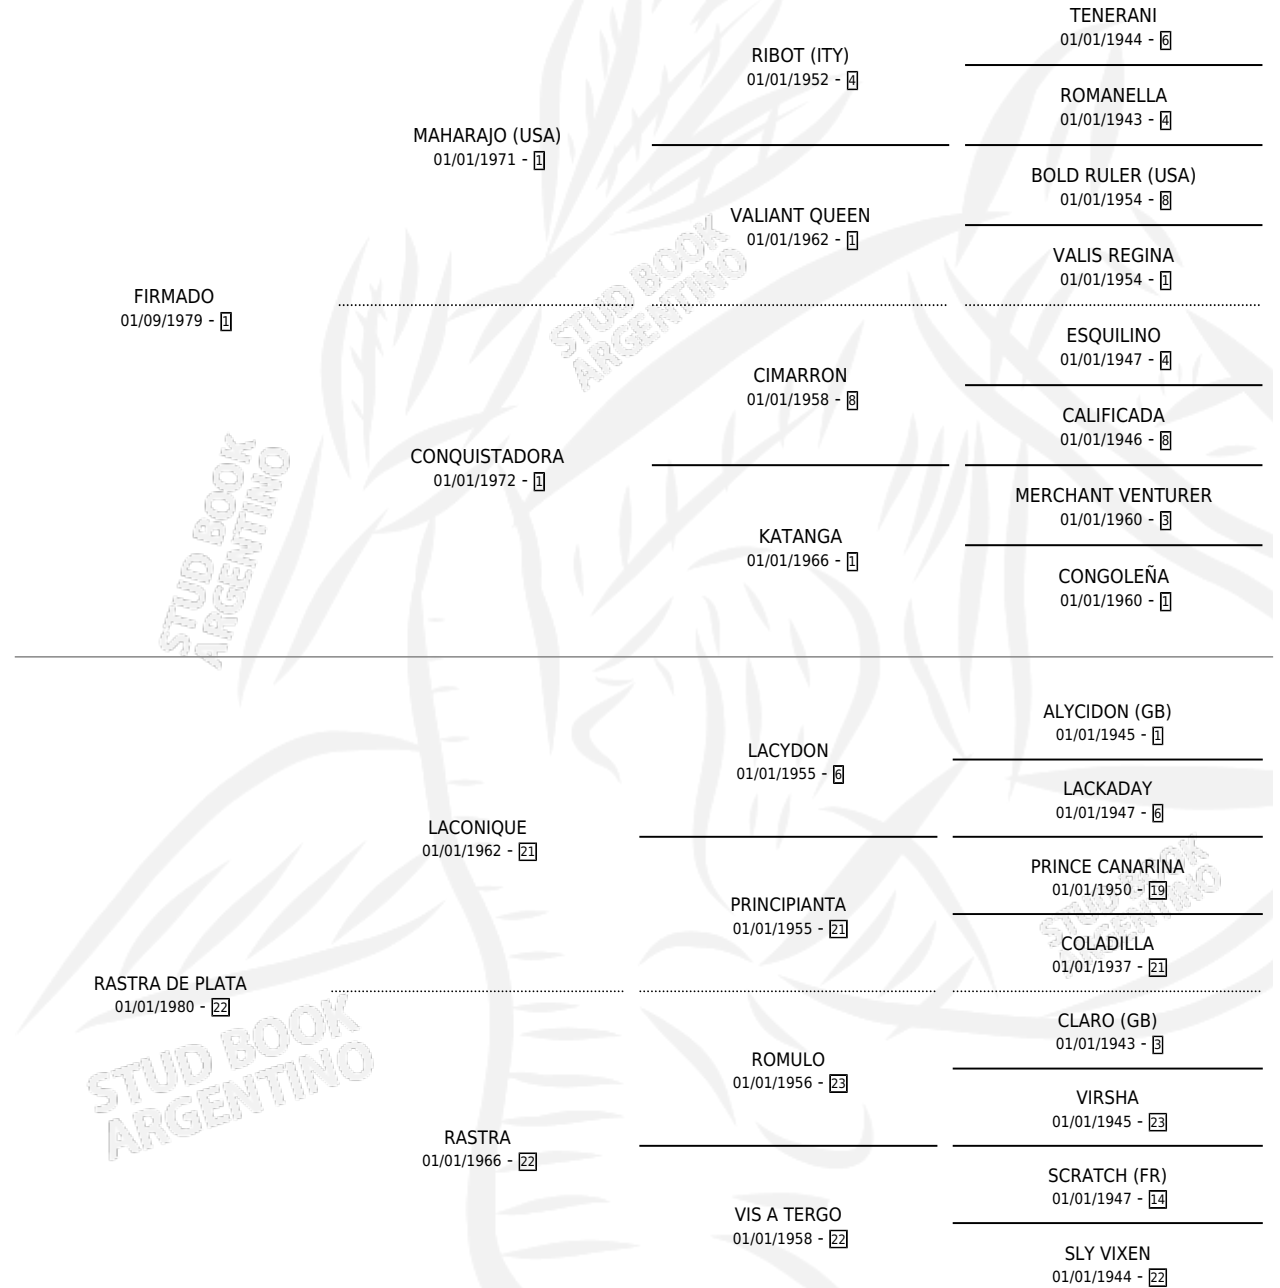 TENERANI
01/01/1944 - 6
RIBOT (ITY)
01/01/1952 - 4
ROMANELLA
01/01/1943 - 4
MAHARAJO (USA)
01/01/1971 - 1
BOLD RULER (USA)
01/01/1954 - 8
VALIANT QUEEN
01/01/1962 - 1
VALIS REGINA
01/01/1954 - 1
FIRMADO
01/09/1979 - 1
ESQUILINO
01/01/1947 - 4
CIMARRON
01/01/1958 - 8
CALIFICADA
01/01/1946 - 8
CONQUISTADORA
01/01/1972 - 1
MERCHANT VENTURER
01/01/1960 - 3
KATANGA
01/01/1966 - 1
CONGOLEÑA
01/01/1960 - 1
STUD BOOK
ARGENTINO
STUD BOOK
ARGENTINO
ALYCIDON (GB)
01/01/1945 - 1
LACYDON
01/01/1955 - 6
LACKADAY
01/01/1947 - 6
LACONIQUE
01/01/1962 - 21
PRINCE CANARINA
01/01/1950 - 19
PRINCIPIANTA
01/01/1955 - 21
COLADILLA
01/01/1937 - 21
RASTRA DE PLATA
01/01/1980 - 22
CLARO (GB)
01/01/1943 - 3
ROMULO
01/01/1956 - 23
VIRSHA
01/01/1945 - 23
RASTRA
01/01/1966 - 22
SCRATCH (FR)
01/01/1947 - 14
VIS A TERGO
01/01/1958 - 22
SLY VIXEN
01/01/1944 - 22
STUD BOOK
ARGENTINO
STUD BOOK
ARGENTINO